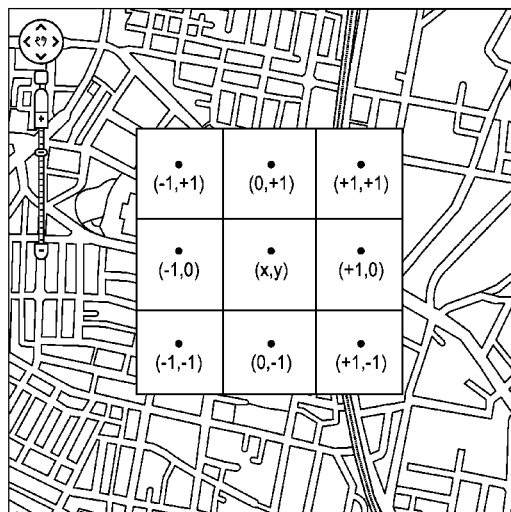 (-1,+1) (0,+1) (+1,+1)
(-1,0) (x,y) (+1,0)
(-1,-1) (0,-1) (+1,-1)